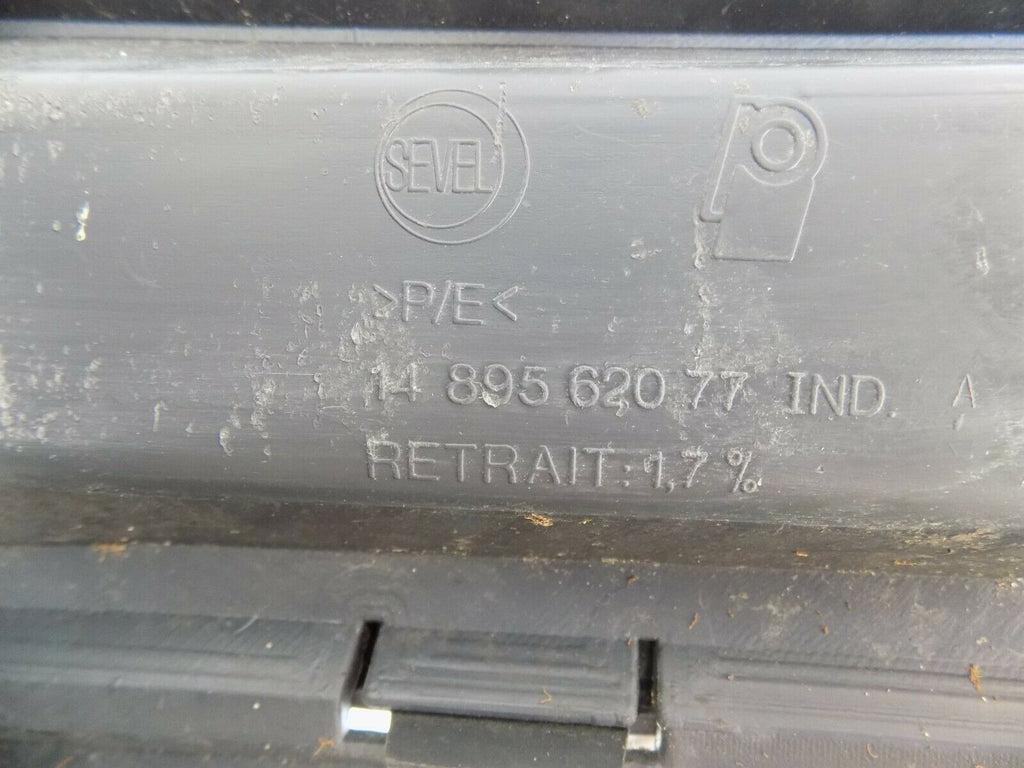 SEVEL
>P/E<
14 895 620 77 IND. A
RETRAIT: 1,7 %